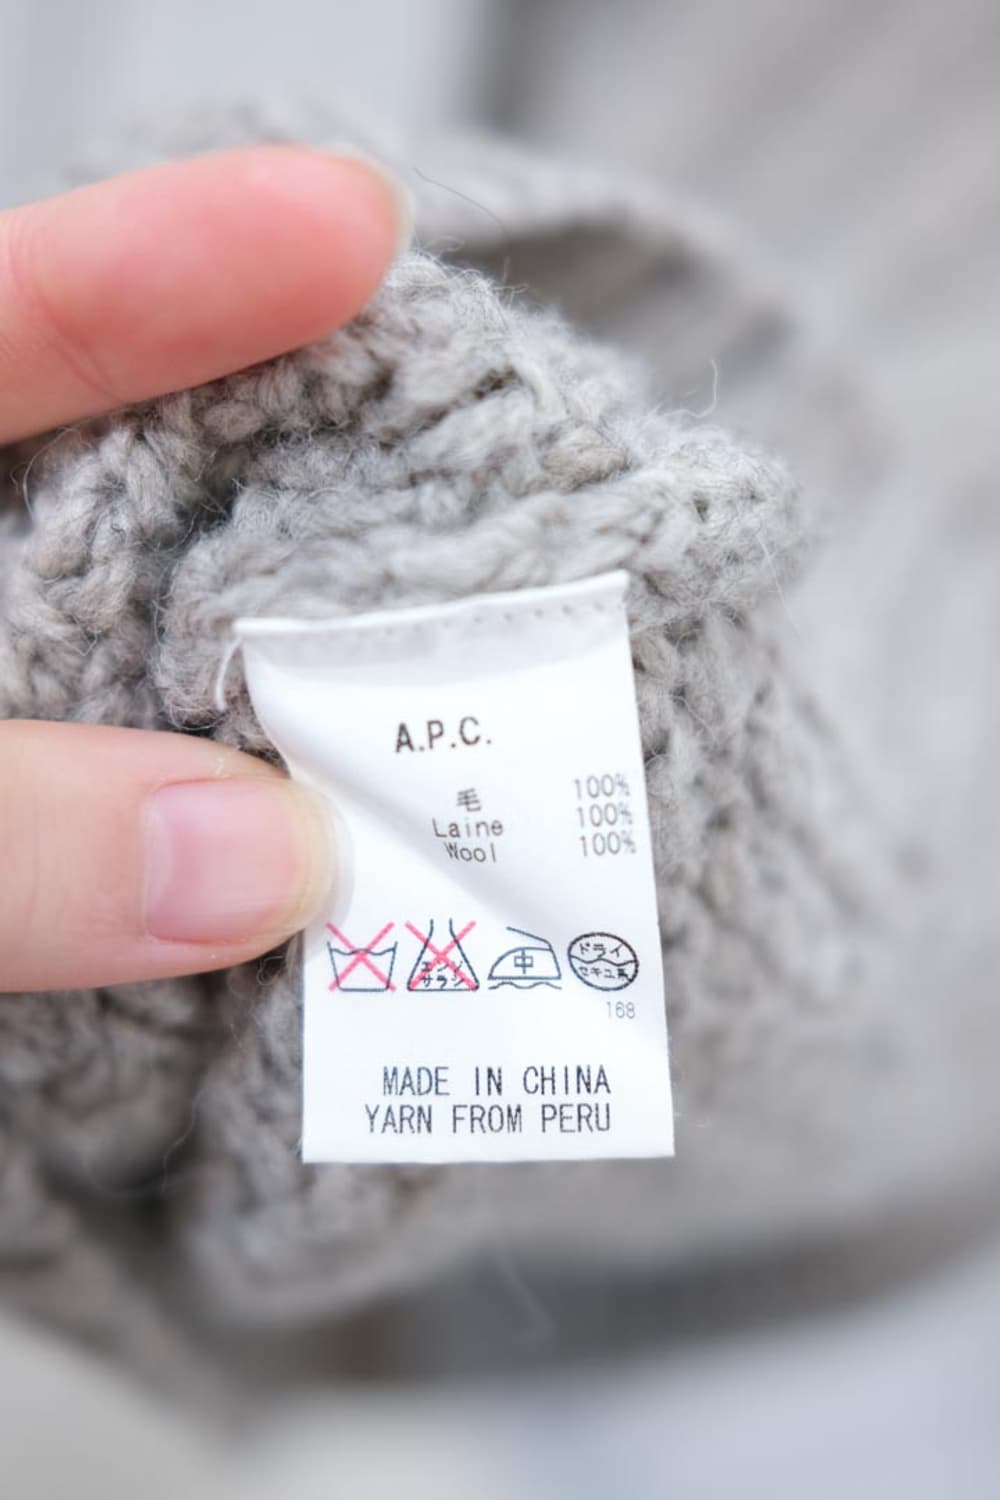 A.P.C.
毛 100%
Laine 100%
Wool 100%
エンソ
サラシ
中
ドライ
セキユ系
168
MADE IN CHINA
YARN FROM PERU